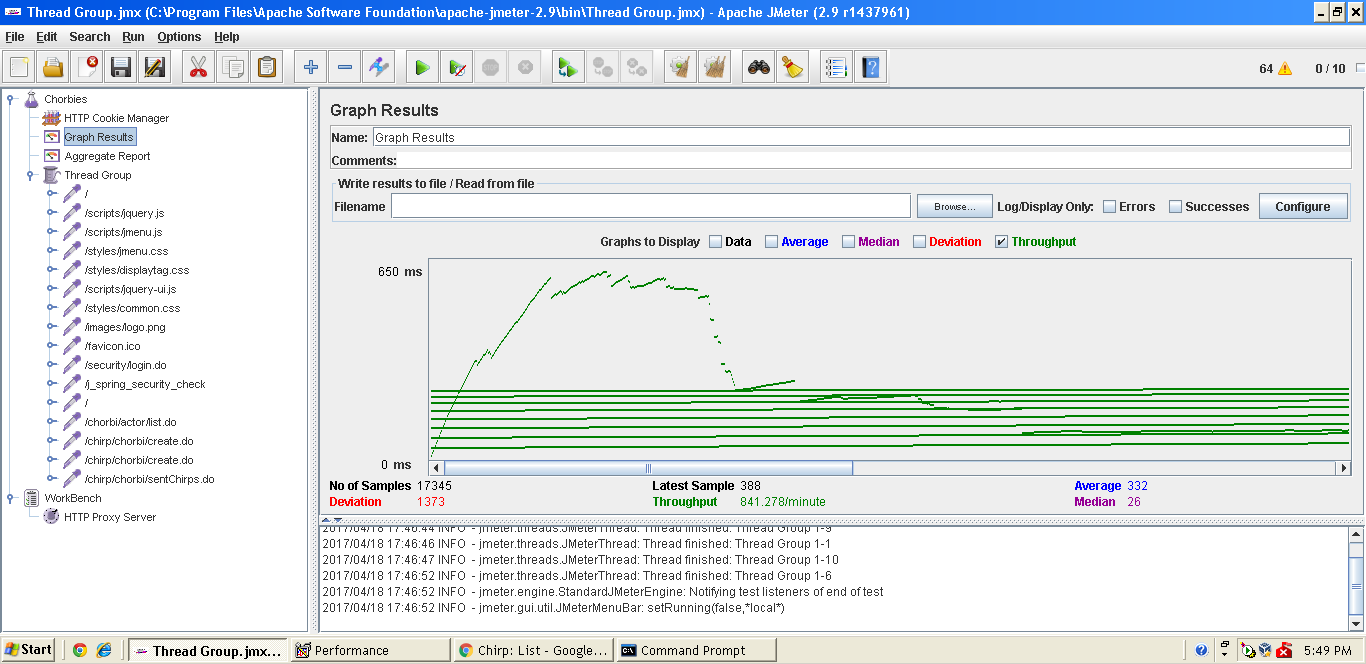 Thread Group.jmx (C:\Program Files\Apache Software Foundation\apache-jmeter-2.9\bin\Thread Group.jmx) - Apache JMeter (2.9 r1437961)
File Edit Search Run Options Help
64 0 / 10
Chorbies
HTTP Cookie Manager
Graph Results
Aggregate Report
Thread Group
/
/scripts/jquery.js
/scripts/jmenu.js
/styles/jmenu.css
/styles/displaytag.css
/scripts/jquery-ui.js
/styles/common.css
/images/logo.png
/favicon.ico
/security/login.do
/j_spring_security_check
/
/chorbi/actor/list.do
/chirp/chorbi/create.do
/chirp/chorbi/create.do
/chirp/chorbi/sentChirps.do
WorkBench
HTTP Proxy Server
Graph Results
Name: Graph Results
Comments:
Write results to file / Read from file
Filename Browse... Log/Display Only: Errors Successes Configure
Graphs to Display Data Average Median Deviation Throughput
650 ms
0 ms
No of Samples 17345 Latest Sample 388 Average 332
Deviation 1373 Throughput 841.278/minute Median 26
2017/04/18 17:46:44 INFO - jmeter.threads.JMeterThread: Thread finished: Thread Group 1-9
2017/04/18 17:46:46 INFO - jmeter.threads.JMeterThread: Thread finished: Thread Group 1-1
2017/04/18 17:46:47 INFO - jmeter.threads.JMeterThread: Thread finished: Thread Group 1-10
2017/04/18 17:46:52 INFO - jmeter.threads.JMeterThread: Thread finished: Thread Group 1-6
2017/04/18 17:46:52 INFO - jmeter.engine.StandardJMeterEngine: Notifying test listeners of end of test
2017/04/18 17:46:52 INFO - jmeter.gui.util.JMeterMenuBar: setRunning(false,*local*)
Start Thread Group.jmx... Performance Chirp: List - Google... Command Prompt 5:49 PM